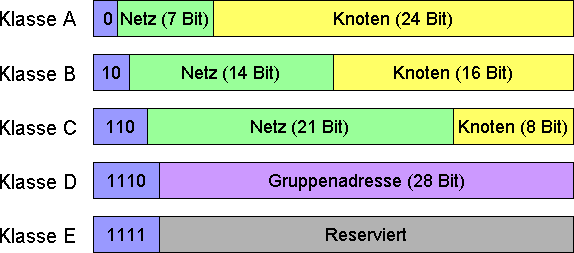 Klasse A 0 Netz (7 Bit) Knoten (24 Bit)
Klasse B 10 Netz (14 Bit) Knoten (16 Bit)
Klasse C 110 Netz (21 Bit) Knoten (8 Bit)
Klasse D 1110 Gruppenadresse (28 Bit)
Klasse E 1111 Reserviert